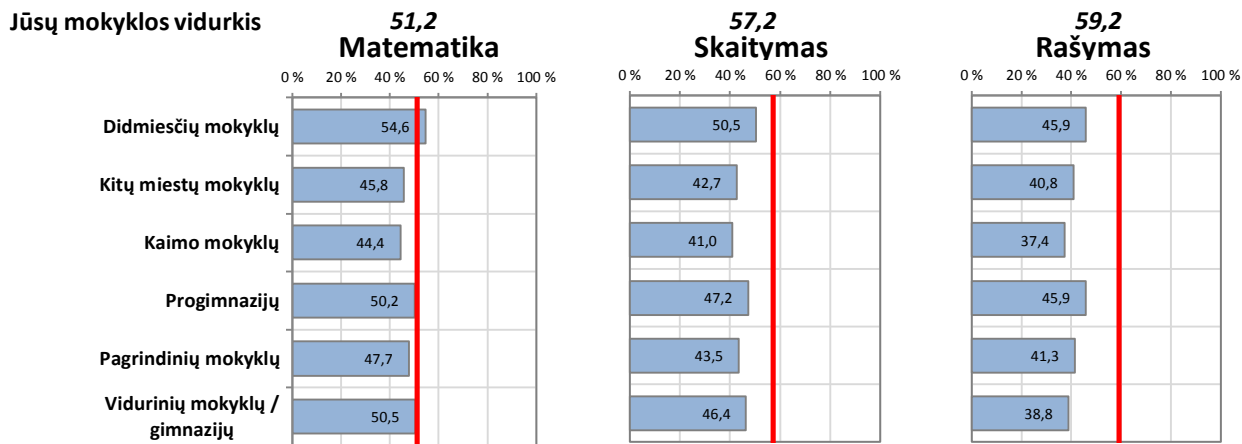 Jūsų mokyklos vidurkis 51,2 57,2 59,2
Matematika Skaitymas Rašymas
0 % 20 % 40 % 60 % 80 % 100 % 0 % 20 % 40 % 60 % 80 % 100 % 0 % 20 % 40 % 60 % 80 % 100 %
Didmiesčių mokyklų 54,6 50,5 45,9
Kitų miestų mokyklų 45,8 42,7 40,8
Kaimo mokyklų 44,4 41,0 37,4
Progimnazijų 50,2 47,2 45,9
Pagrindinių mokyklų 47,7 43,5 41,3
Vidurinių mokyklų /
gimnazijų 50,5 46,4 38,8